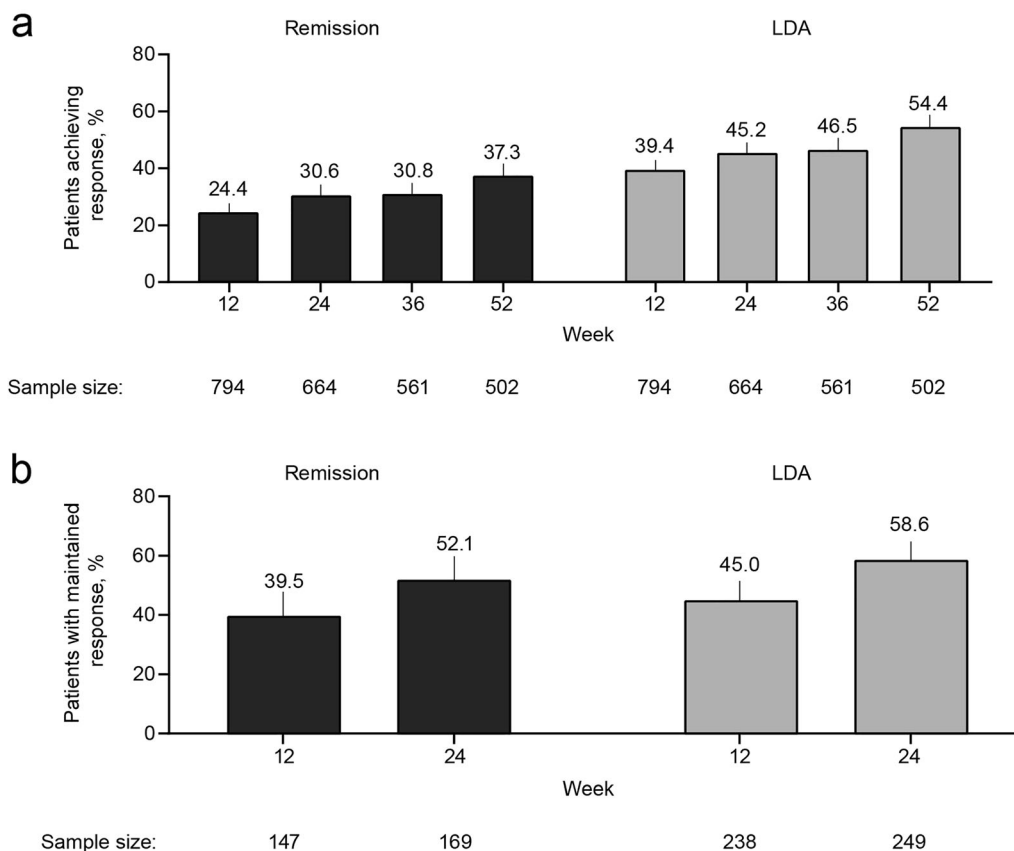 a
Remission LDA
Patients achieving
response, %
80
60
40
20
0
24.4 30.6 30.8 37.3 39.4 45.2 46.5 54.4
12 24 36 52 12 24 36 52
Week
Sample size: 794 664 561 502 794 664 561 502
b
Remission LDA
Patients with maintained
response, %
80
60
40
20
0
39.5 52.1 45.0 58.6
12 24 12 24
Week
Sample size: 147 169 238 249